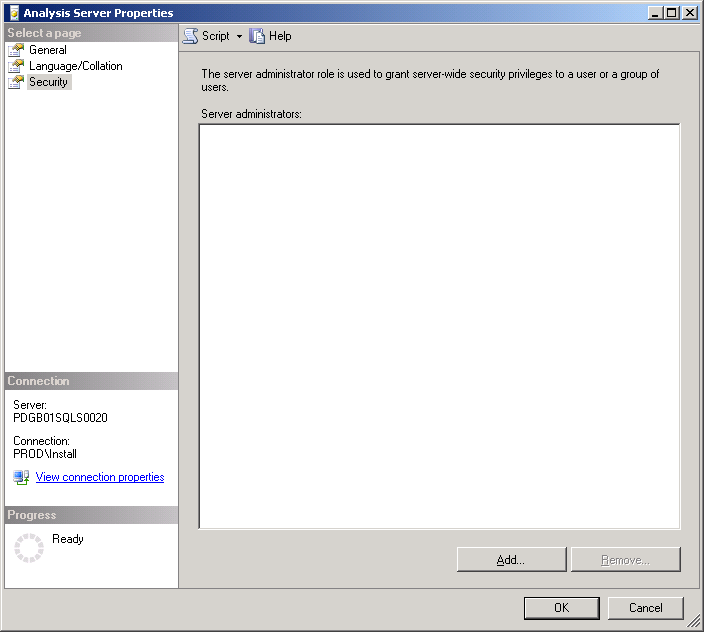 Analysis Server Properties
Select a page
General
Language/Collation
Security
Script
Help
The server administrator role is used to grant server-wide security privileges to a user or a group of
users.
Server administrators:
Connection
Server:
PDGB01SQLS0020
Connection:
PROD\Install
View connection properties
Progress
Ready
Add...
Remove...
OK
Cancel